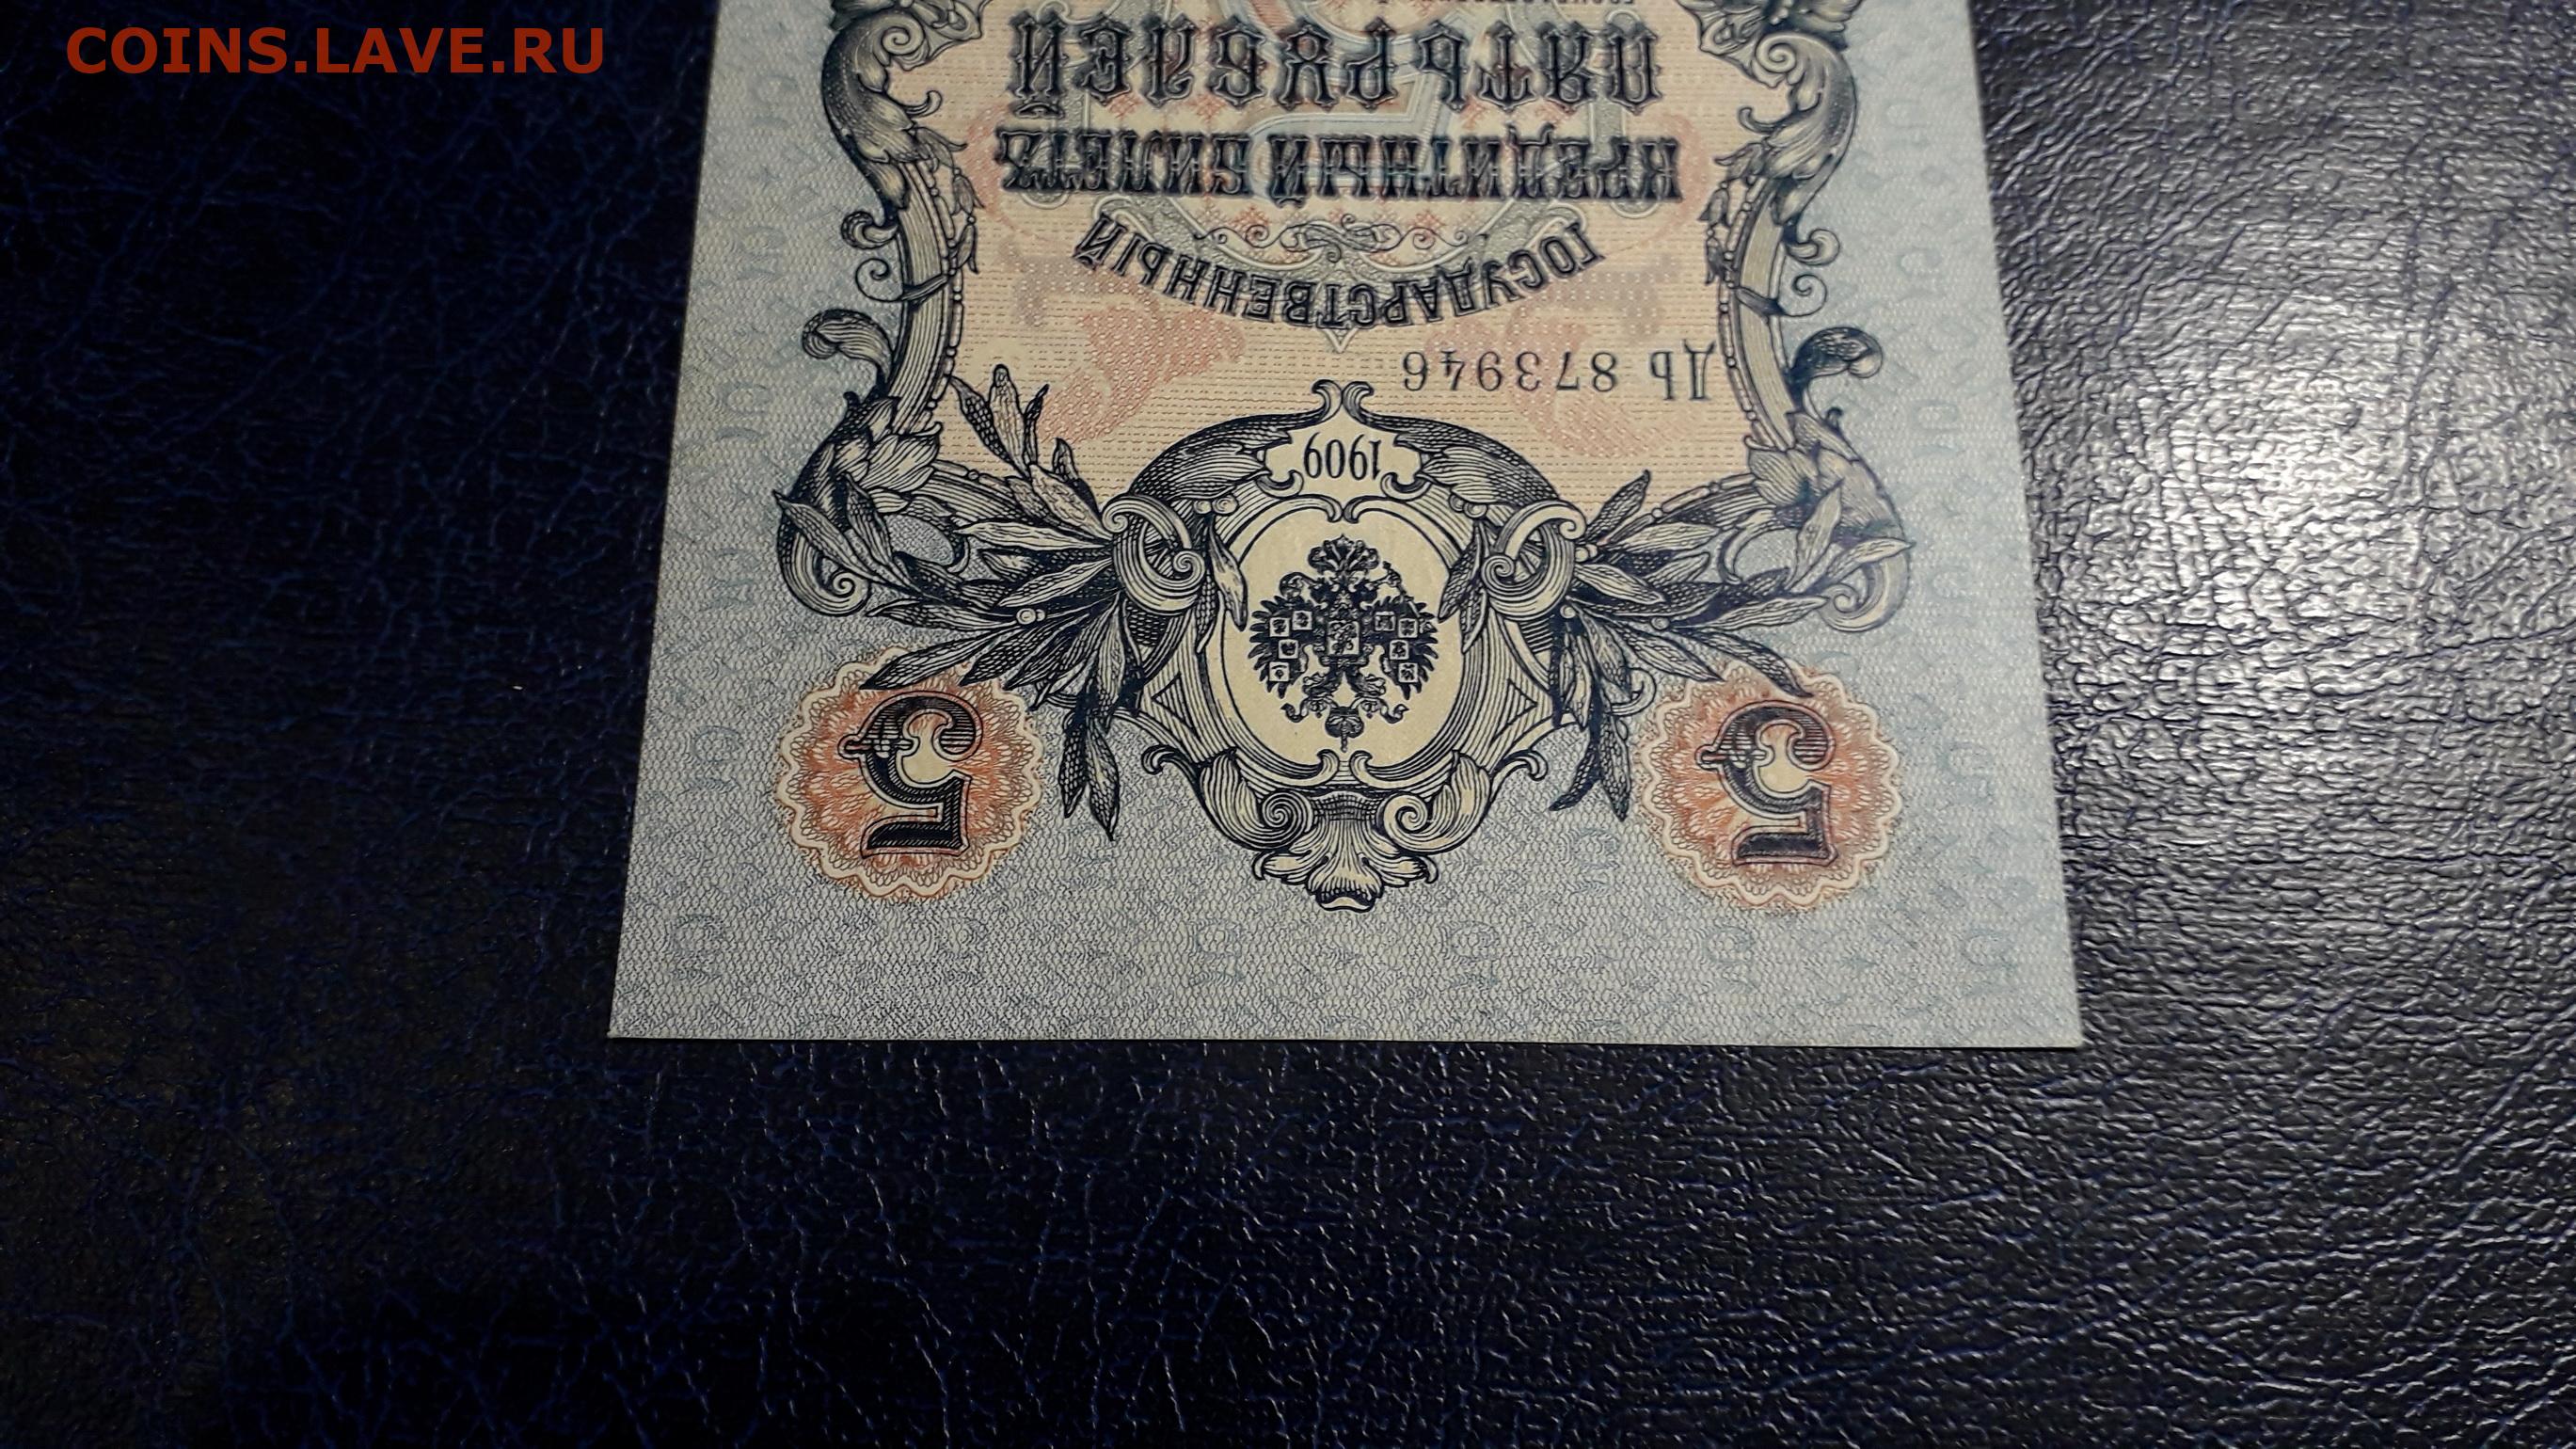 COINS.LAVE.RU
5 5
1909
ДЬ 873946
ГОСУДАРСТВЕННЫЙ
КРЕДИТНЫЙ БИЛЕТЪ
ПЯТЬ РУБЛЕЙ